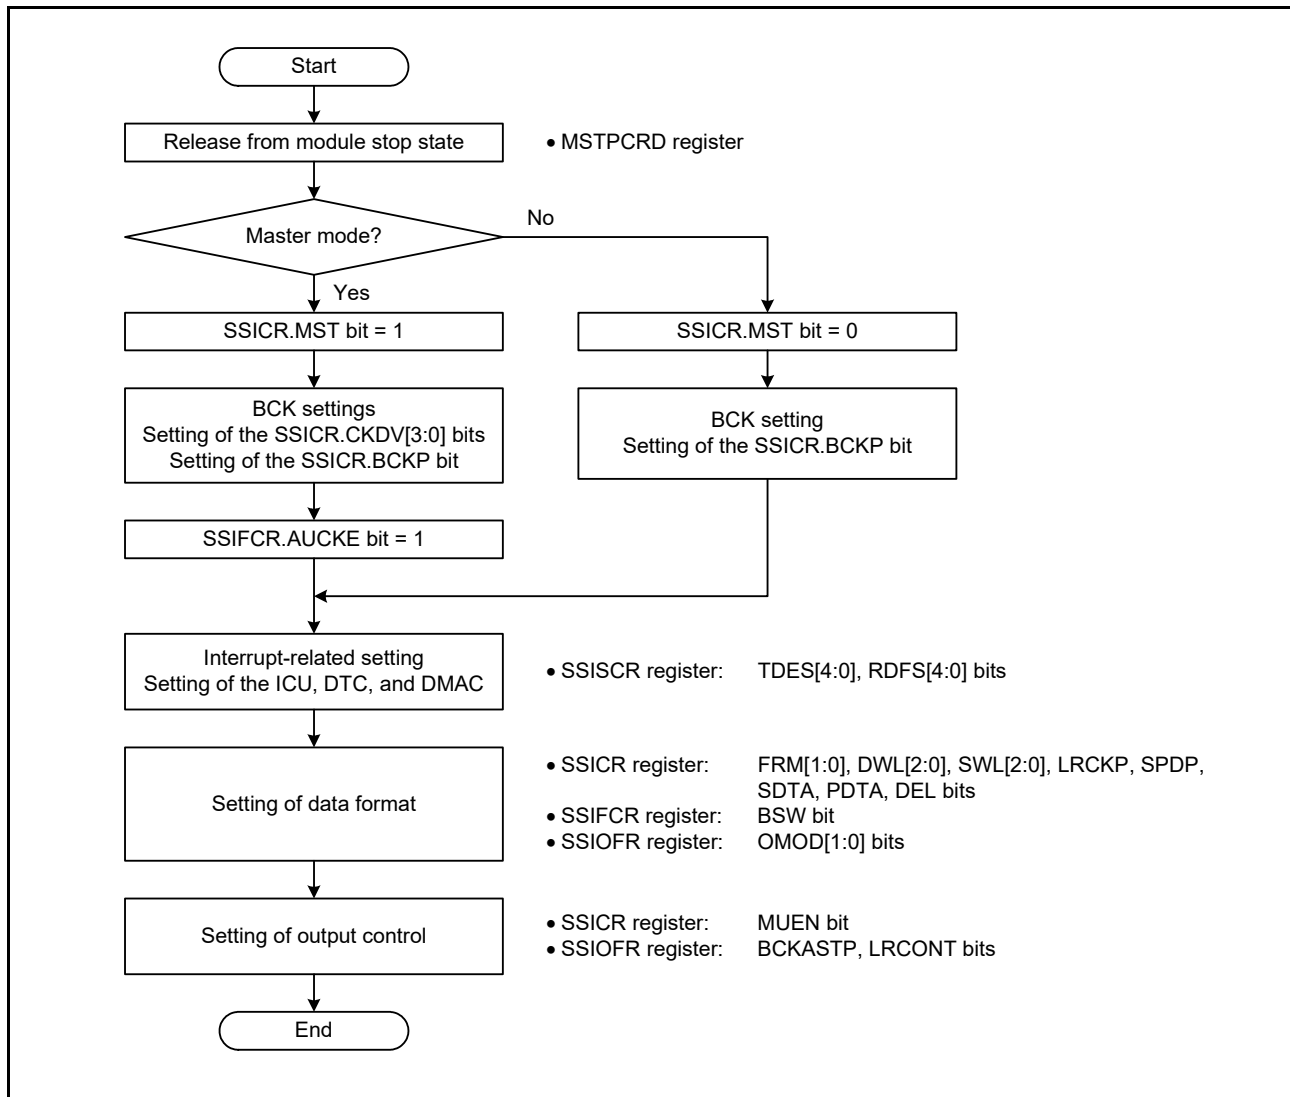 Start
Release from module stop state
• MSTPCRD register
Master mode?
No
Yes
SSICR.MST bit = 1
SSICR.MST bit = 0
BCK settings
Setting of the SSICR.CKDV[3:0] bits
Setting of the SSICR.BCKP bit
BCK setting
Setting of the SSICR.BCKP bit
SSIFCR.AUCKE bit = 1
Interrupt-related setting
Setting of the ICU, DTC, and DMAC
• SSISCR register: TDES[4:0], RDFS[4:0] bits
Setting of data format
• SSICR register: FRM[1:0], DWL[2:0], SWL[2:0], LRCKP, SPDP,
SDTA, PDTA, DEL bits
• SSIFCR register: BSW bit
• SSIOFR register: OMOD[1:0] bits
Setting of output control
• SSICR register: MUEN bit
• SSIOFR register: BCKASTP, LRCONT bits
End